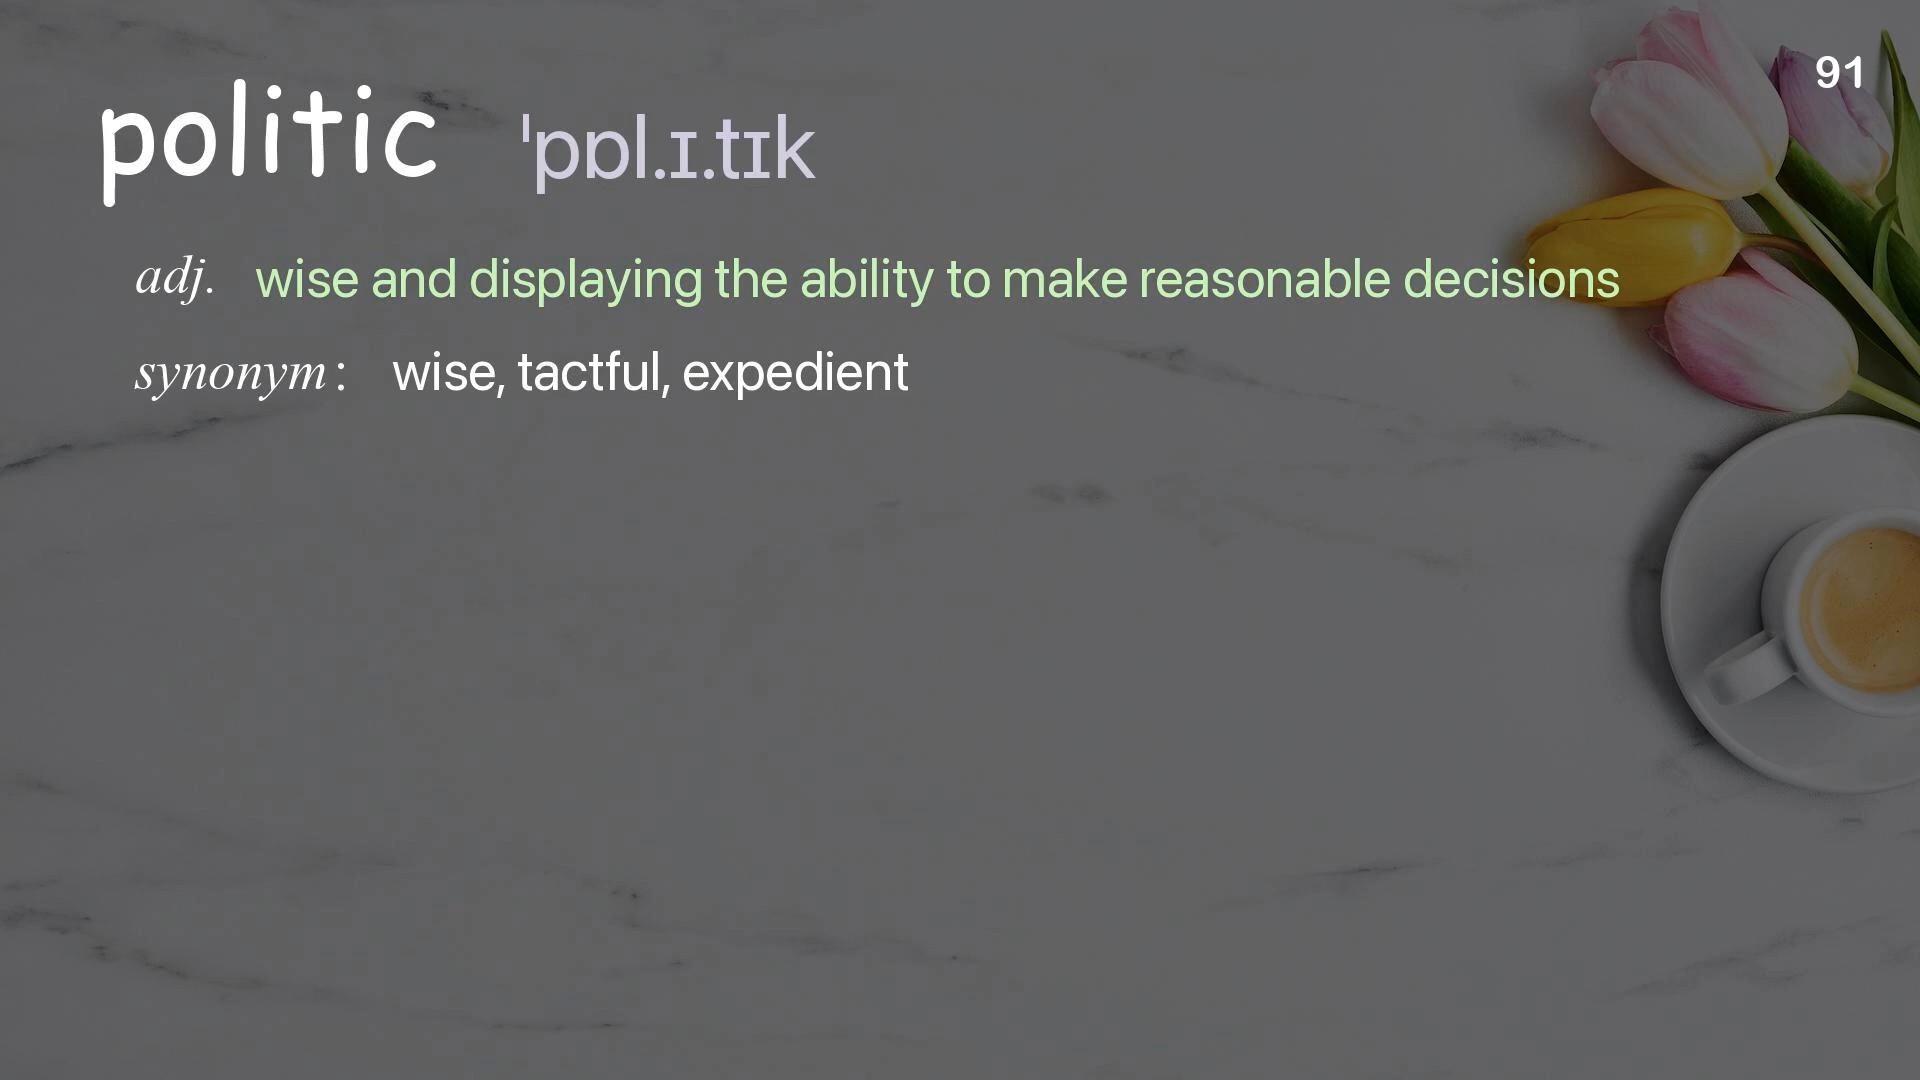 91
politic ˈpɒl.ɪ.tɪk
adj. wise and displaying the ability to make reasonable decisions
synonym : wise, tactful, expedient